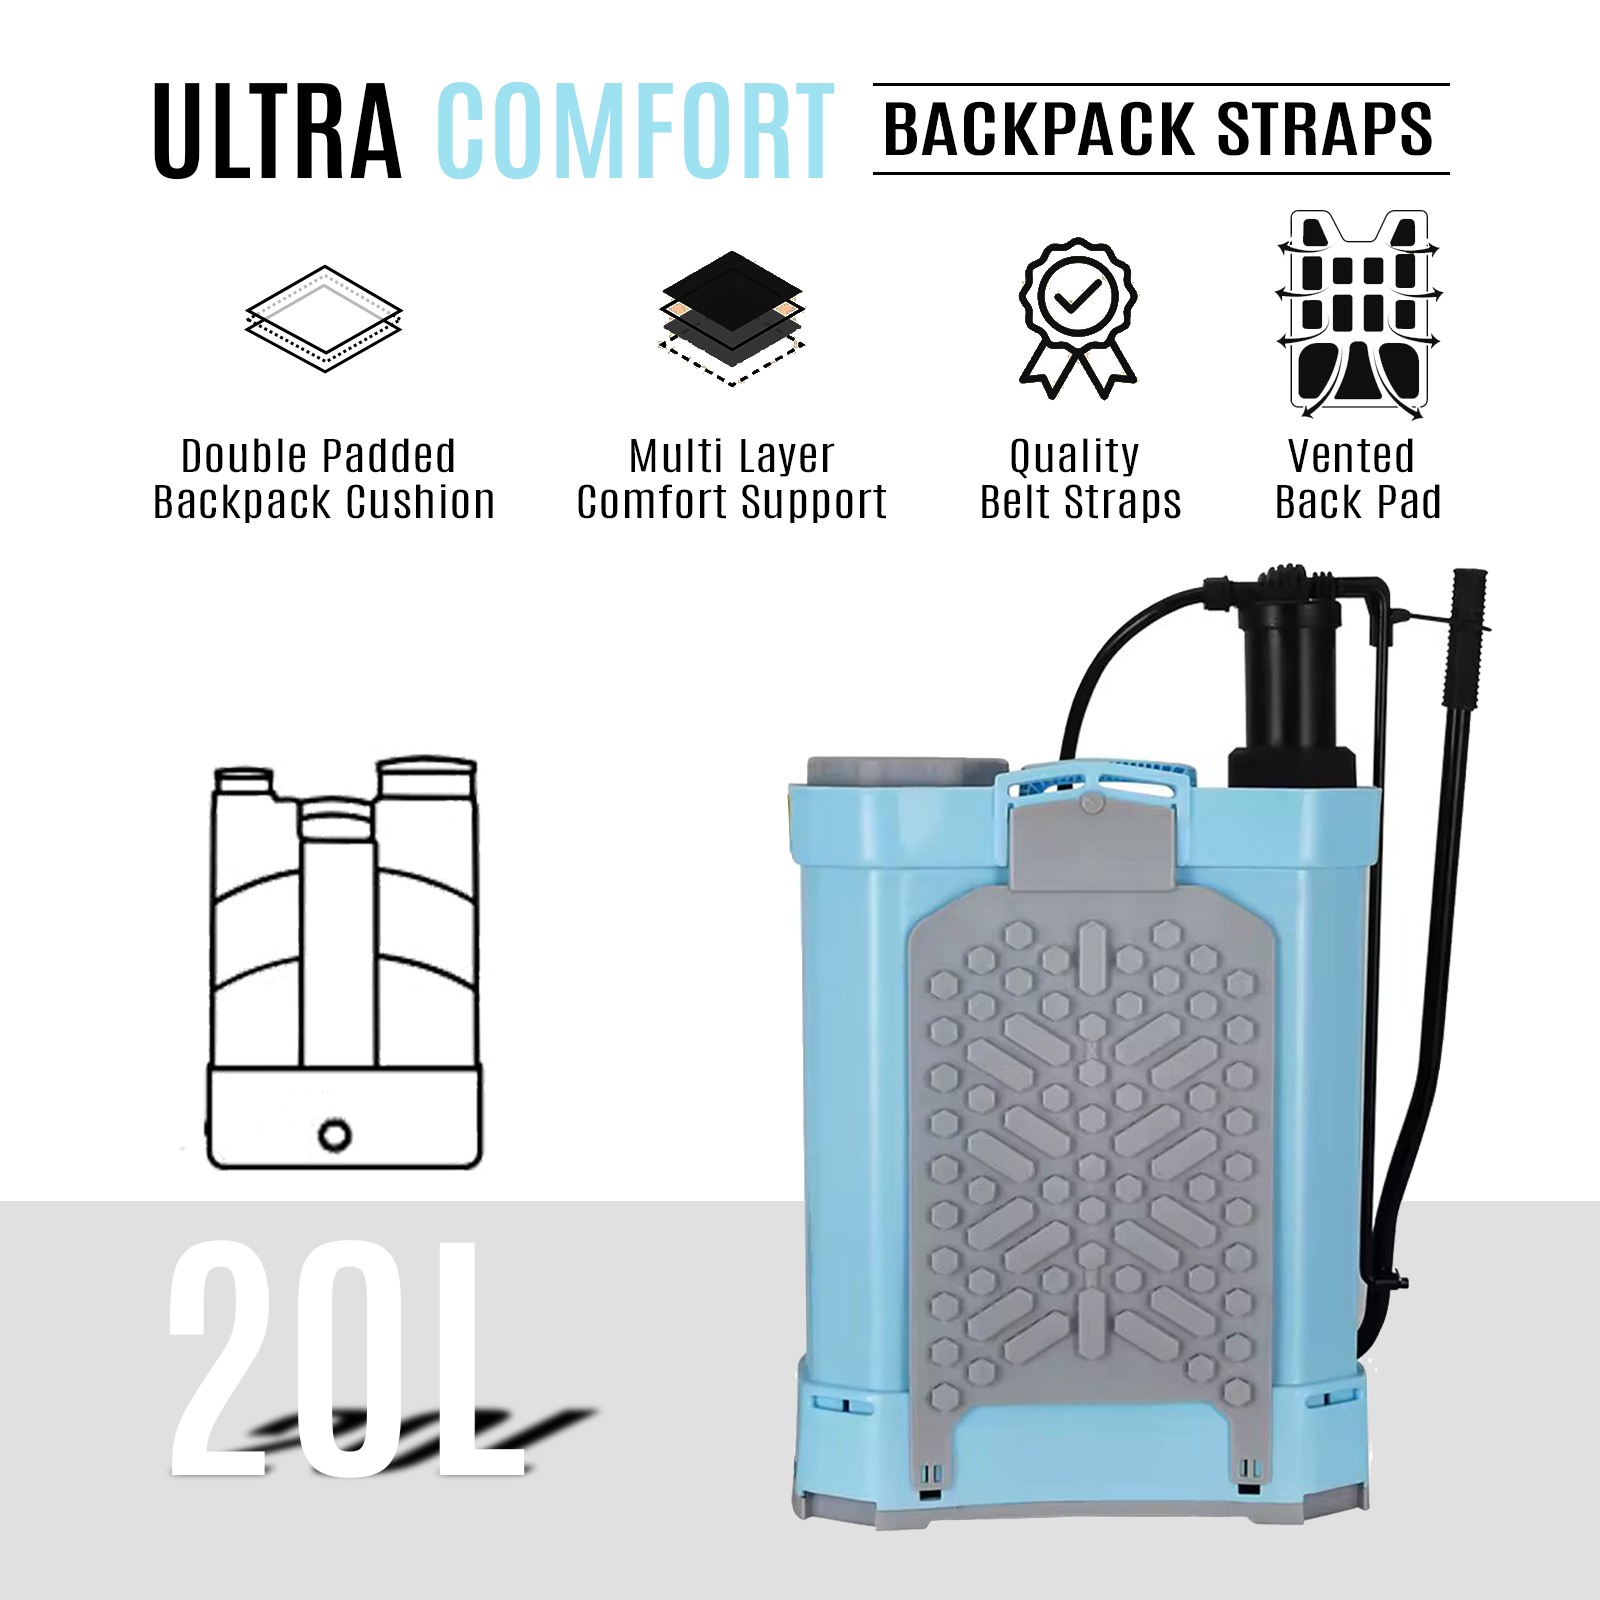 ULTRA COMFORT BACKPACK STRAPS
Double Padded
Backpack Cushion
Multi Layer
Comfort Support
Quality
Belt Straps
Vented
Back Pad
20L